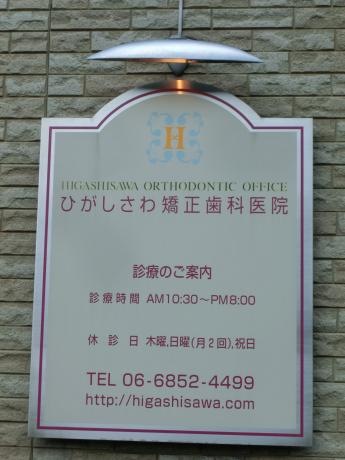 H
HIGASHISAWA ORTHODONTIC OFFICE
ひがしさわ矯正歯科医院
診療のご案内
診療時間 AM10:30～PM8:00
休診日 木曜,日曜(月2回),祝日
TEL 06-6852-4499
http://higashisawa.com